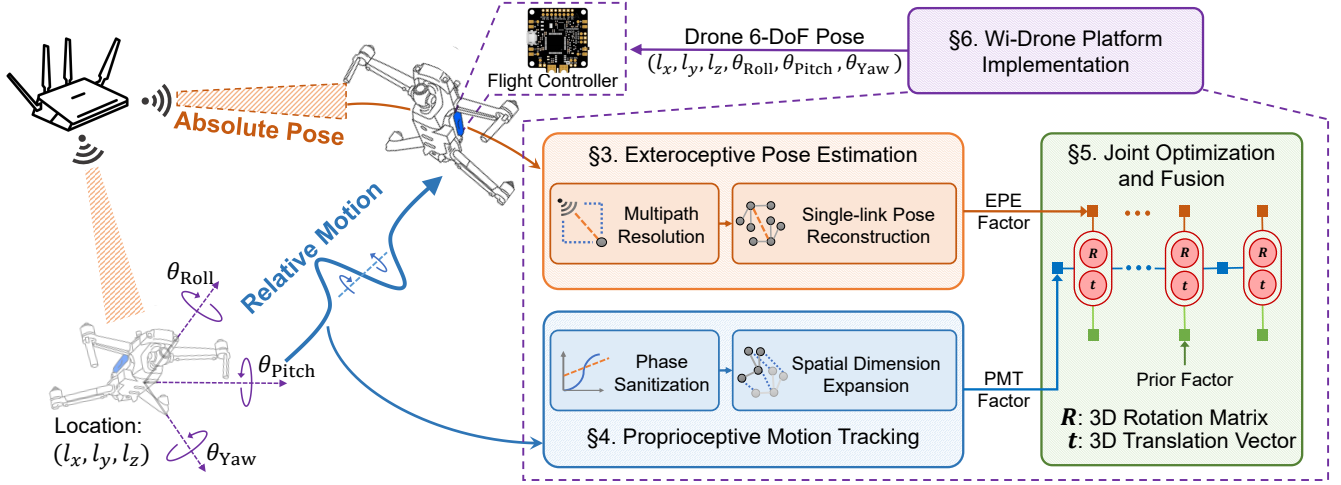 Drone 6-DoF Pose
(l_x, l_y, l_z, θ_Roll, θ_Pitch, θ_Yaw)
Flight Controller
§6. Wi-Drone Platform
Implementation
Absolute Pose
Relative Motion
θ_Roll
θ_Pitch
θ_Yaw
Location:
(l_x, l_y, l_z)
§3. Exteroceptive Pose Estimation
Multipath
Resolution
Single-link Pose
Reconstruction
EPE
Factor
Phase
Sanitization
Spatial Dimension
Expansion
§4. Proprioceptive Motion Tracking
PMT
Factor
§5. Joint Optimization
and Fusion
R
t
R
t
R
t
Prior Factor
R: 3D Rotation Matrix
t: 3D Translation Vector